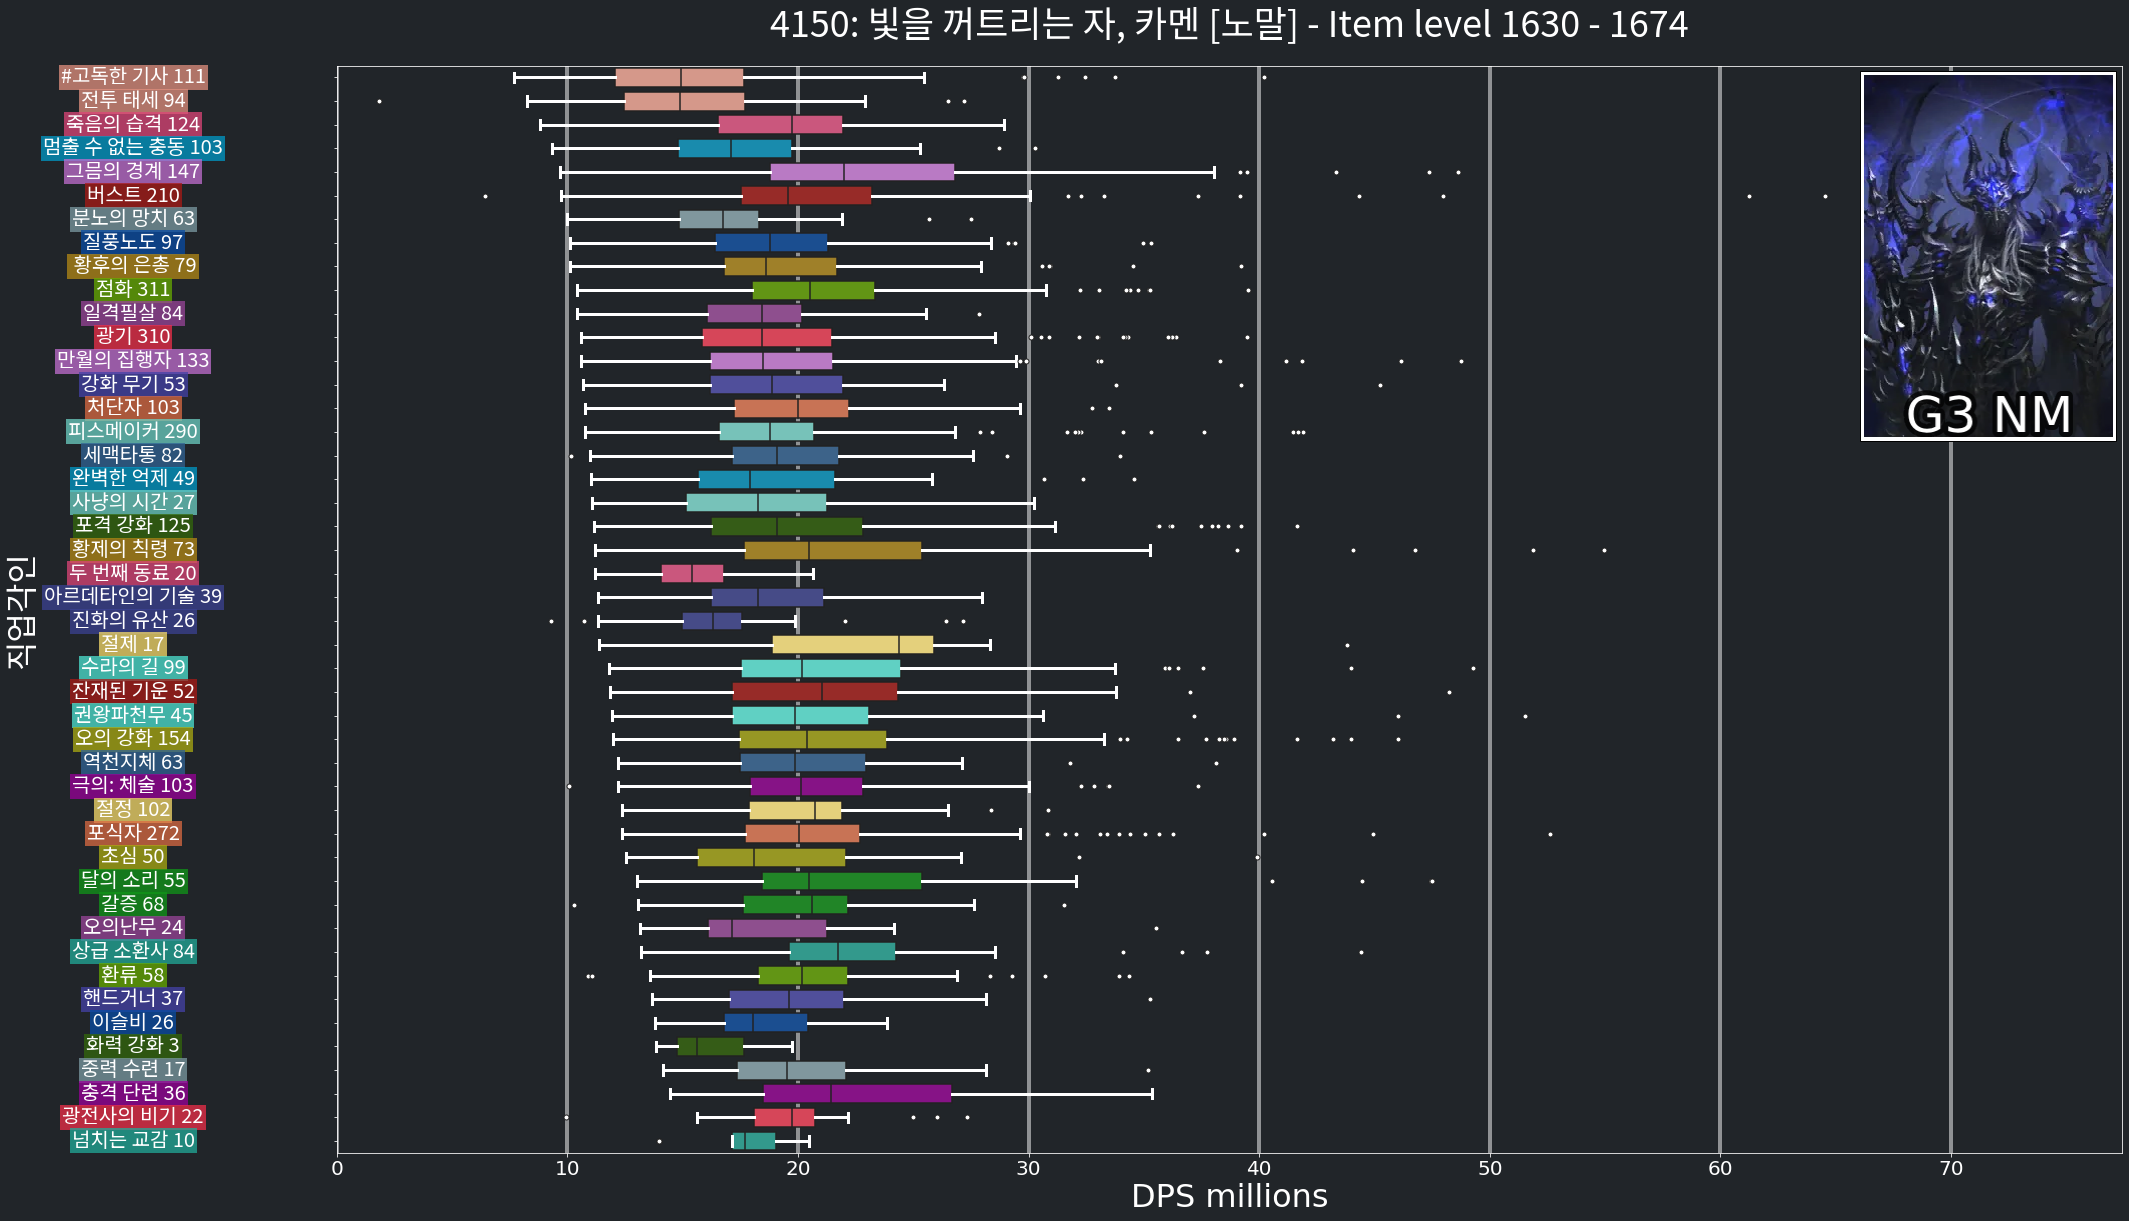 4150: 빛을 꺼트리는 자, 카멘 [노말] - Item level 1630 - 1674
#고독한 기사 111
전투 태세 94
죽음의 습격 124
멈출 수 없는 충동 103
그믐의 경계 147
버스트 210
분노의 망치 63
질풍노도 97
황후의 은총 79
점화 311
일격필살 84
광기 310
만월의 집행자 133
강화 무기 53
처단자 103
피스메이커 290
세맥타통 82
완벽한 억제 49
사냥의 시간 27
포격 강화 125
황제의 칙령 73
두 번째 동료 20
아르데타인의 기술 39
진화의 유산 26
절제 17
수라의 길 99
잔재된 기운 52
권왕파천무 45
오의 강화 154
역천지체 63
극의: 체술 103
절정 102
포식자 272
초심 50
달의 소리 55
갈증 68
오의난무 24
상급 소환사 84
환류 58
핸드거너 37
이슬비 26
화력 강화 3
중력 수련 17
충격 단련 36
광전사의 비기 22
넘치는 교감 10
직업각인
G3 NM
0 10 20 30 40 50 60 70
DPS millions